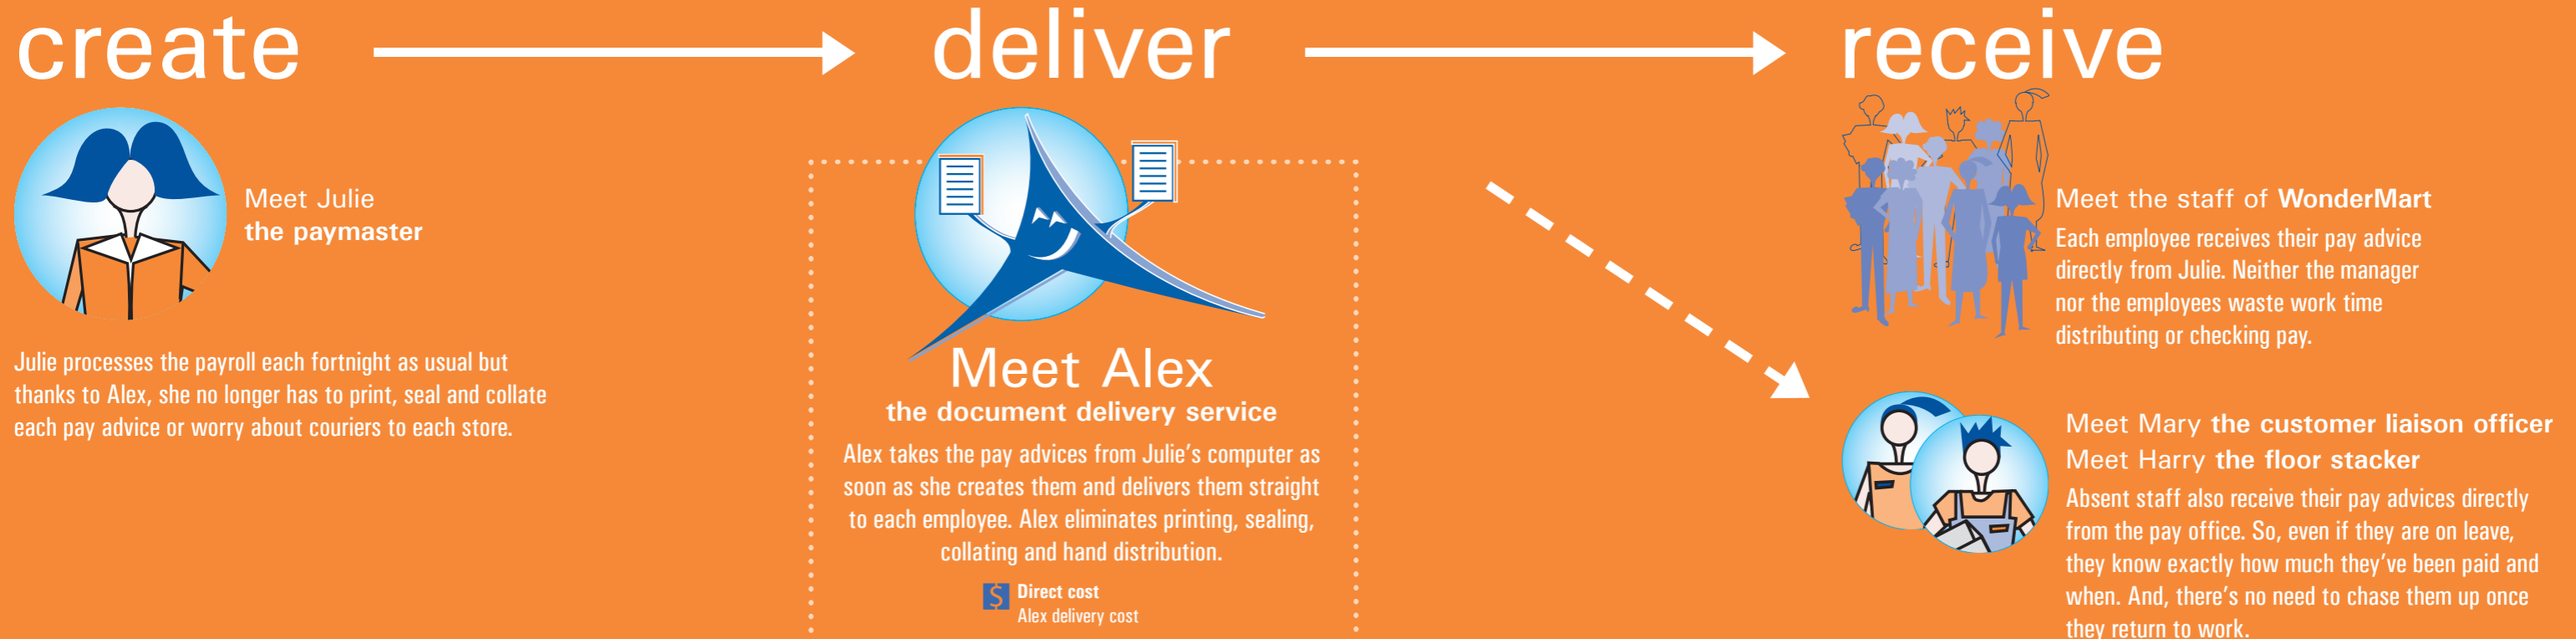 create
deliver
receive
Meet Julie
the paymaster
Julie processes the payroll each fortnight as usual but
thanks to Alex, she no longer has to print, seal and collate
each pay advice or worry about couriers to each store.
Meet Alex
the document delivery service
Alex takes the pay advices from Julie's computer as
soon as she creates them and delivers them straight
to each employee. Alex eliminates printing, sealing,
collating and hand distribution.
$ Direct cost
Alex delivery cost
Meet the staff of WonderMart
Each employee receives their pay advice
directly from Julie. Neither the manager
nor the employees waste work time
distributing or checking pay.
Meet Mary the customer liaison officer
Meet Harry the floor stacker
Absent staff also receive their pay advices directly
from the pay office. So, even if they are on leave,
they know exactly how much they've been paid and
when. And, there's no need to chase them up once
they return to work.